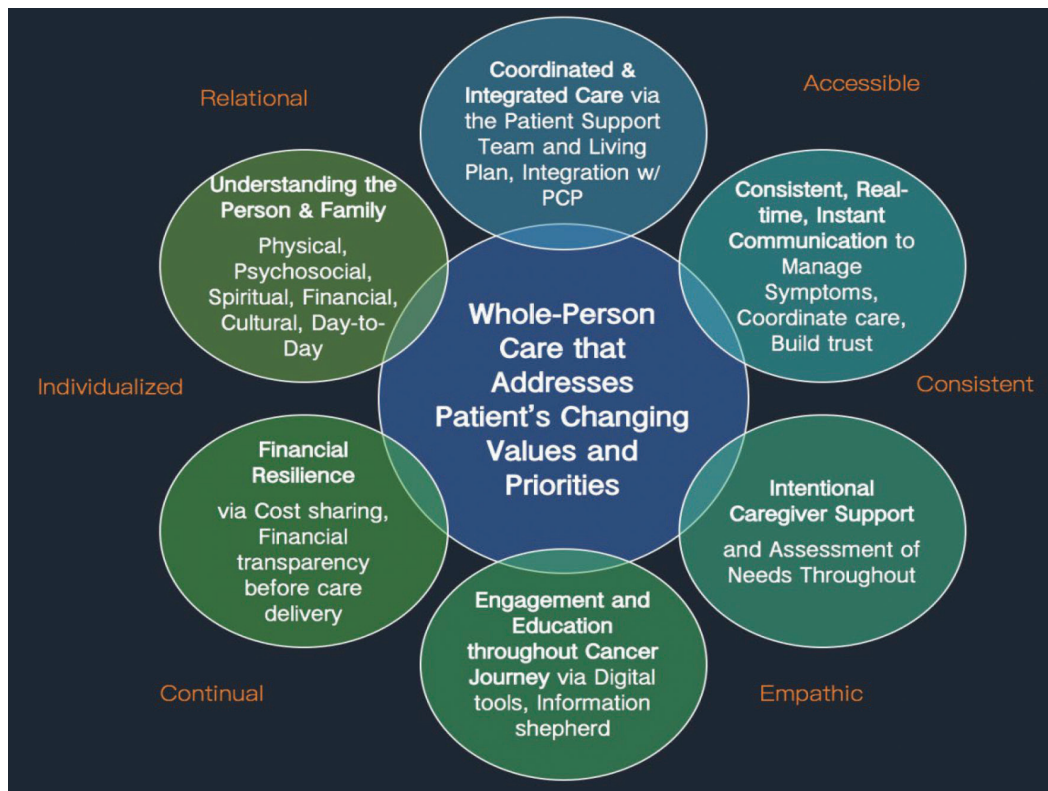 Relational
Accessible
Coordinated &
Integrated Care via
the Patient Support
Team and Living
Plan, Integration w/
PCP
Understanding the
Person & Family
Physical,
Psychosocial,
Spiritual, Financial,
Cultural, Day-to-
Day
Consistent, Real-
time, Instant
Communication to
Manage
Symptoms,
Coordinate care,
Build trust
Whole-Person
Care that
Addresses
Patient's Changing
Values and
Priorities
Individualized
Consistent
Financial
Resilience
via Cost sharing,
Financial
transparency
before care
delivery
Intentional
Caregiver Support
and Assessment of
Needs Throughout
Engagement and
Education
throughout Cancer
Journey via Digital
tools, Information
shepherd
Continual
Empathic